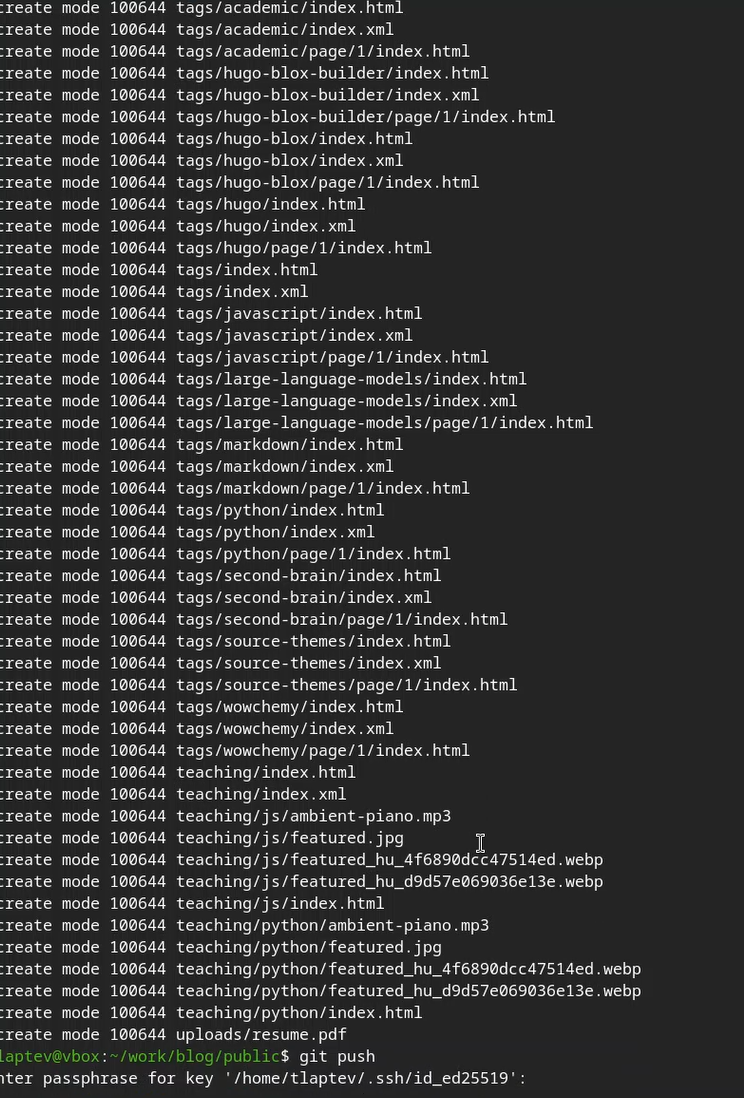 create mode 100644 tags/academic/index.html
create mode 100644 tags/academic/index.xml
create mode 100644 tags/academic/page/1/index.html
create mode 100644 tags/hugo-blox-builder/index.html
create mode 100644 tags/hugo-blox-builder/index.xml
create mode 100644 tags/hugo-blox-builder/page/1/index.html
create mode 100644 tags/hugo-blox/index.html
create mode 100644 tags/hugo-blox/index.xml
create mode 100644 tags/hugo-blox/page/1/index.html
create mode 100644 tags/hugo/index.html
create mode 100644 tags/hugo/index.xml
create mode 100644 tags/hugo/page/1/index.html
create mode 100644 tags/index.html
create mode 100644 tags/index.xml
create mode 100644 tags/javascript/index.html
create mode 100644 tags/javascript/index.xml
create mode 100644 tags/javascript/page/1/index.html
create mode 100644 tags/large-language-models/index.html
create mode 100644 tags/large-language-models/index.xml
create mode 100644 tags/large-language-models/page/1/index.html
create mode 100644 tags/markdown/index.html
create mode 100644 tags/markdown/index.xml
create mode 100644 tags/markdown/page/1/index.html
create mode 100644 tags/python/index.html
create mode 100644 tags/python/index.xml
create mode 100644 tags/python/page/1/index.html
create mode 100644 tags/second-brain/index.html
create mode 100644 tags/second-brain/index.xml
create mode 100644 tags/second-brain/page/1/index.html
create mode 100644 tags/source-themes/index.html
create mode 100644 tags/source-themes/index.xml
create mode 100644 tags/source-themes/page/1/index.html
create mode 100644 tags/wowchemy/index.html
create mode 100644 tags/wowchemy/index.xml
create mode 100644 tags/wowchemy/page/1/index.html
create mode 100644 teaching/index.html
create mode 100644 teaching/index.xml
create mode 100644 teaching/js/ambient-piano.mp3
create mode 100644 teaching/js/featured.jpg
create mode 100644 teaching/js/featured_hu_4f6890dcc47514ed.webp
create mode 100644 teaching/js/featured_hu_d9d57e069036e13e.webp
create mode 100644 teaching/js/index.html
create mode 100644 teaching/python/ambient-piano.mp3
create mode 100644 teaching/python/featured.jpg
create mode 100644 teaching/python/featured_hu_4f6890dcc47514ed.webp
create mode 100644 teaching/python/featured_hu_d9d57e069036e13e.webp
create mode 100644 teaching/python/index.html
create mode 100644 uploads/resume.pdf
laptev@vbox:~/work/blog/public$ git push
nter passphrase for key '/home/tlaptev/.ssh/id_ed25519':